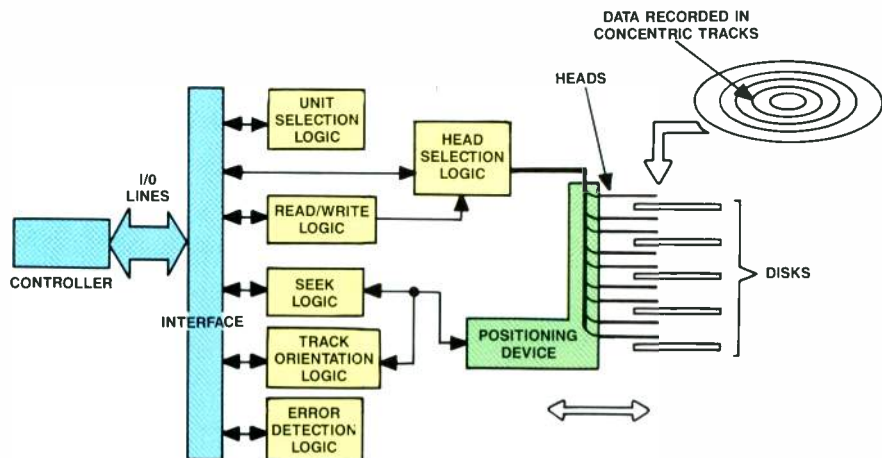 DATA RECORDED IN
CONCENTRIC TRACKS
HEADS
UNIT
SELECTION
LOGIC
HEAD
SELECTION
LOGIC
I/O
LINES
READ/WRITE
LOGIC
CONTROLLER
SEEK
LOGIC
DISKS
INTERFACE
TRACK
ORIENTATION
LOGIC
POSITIONING
DEVICE
ERROR
DETECTION
LOGIC